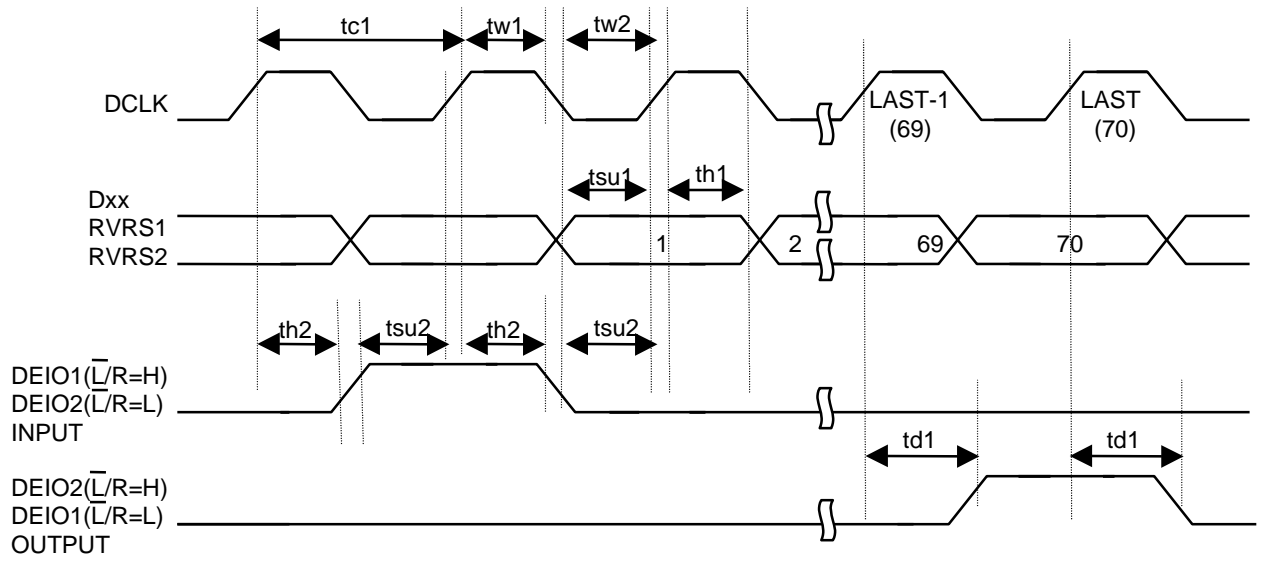 tc1
tw1
tw2
DCLK
LAST-1
(69)
LAST
(70)
tsu1
th1
Dxx
RVRS1
RVRS2
1
2
69
70
th2
tsu2
th2
tsu2
DEIO1(L̅/R=H)
DEIO2(L̅/R=L)
INPUT
td1
td1
DEIO2(L̅/R=H)
DEIO1(L̅/R=L)
OUTPUT